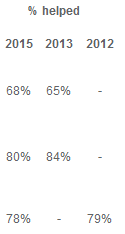 % helped
2015 2013 2012
68% 65% -
80% 84% -
78% - 79%